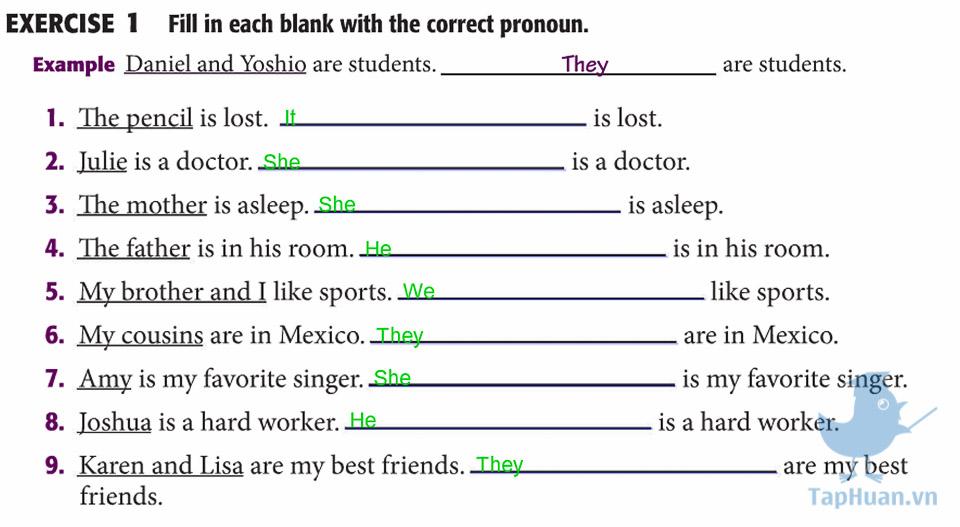 EXERCISE 1 Fill in each blank with the correct pronoun.
Example Daniel and Yoshio are students. They are students.
1. The pencil is lost. It is lost.
2. Julie is a doctor. She is a doctor.
3. The mother is asleep. She is asleep.
4. The father is in his room. He is in his room.
5. My brother and I like sports. We like sports.
6. My cousins are in Mexico. They are in Mexico.
7. Amy is my favorite singer. She is my favorite singer.
8. Joshua is a hard worker. He is a hard worker.
9. Karen and Lisa are my best friends. They are my best
friends.
TapHuan.vn